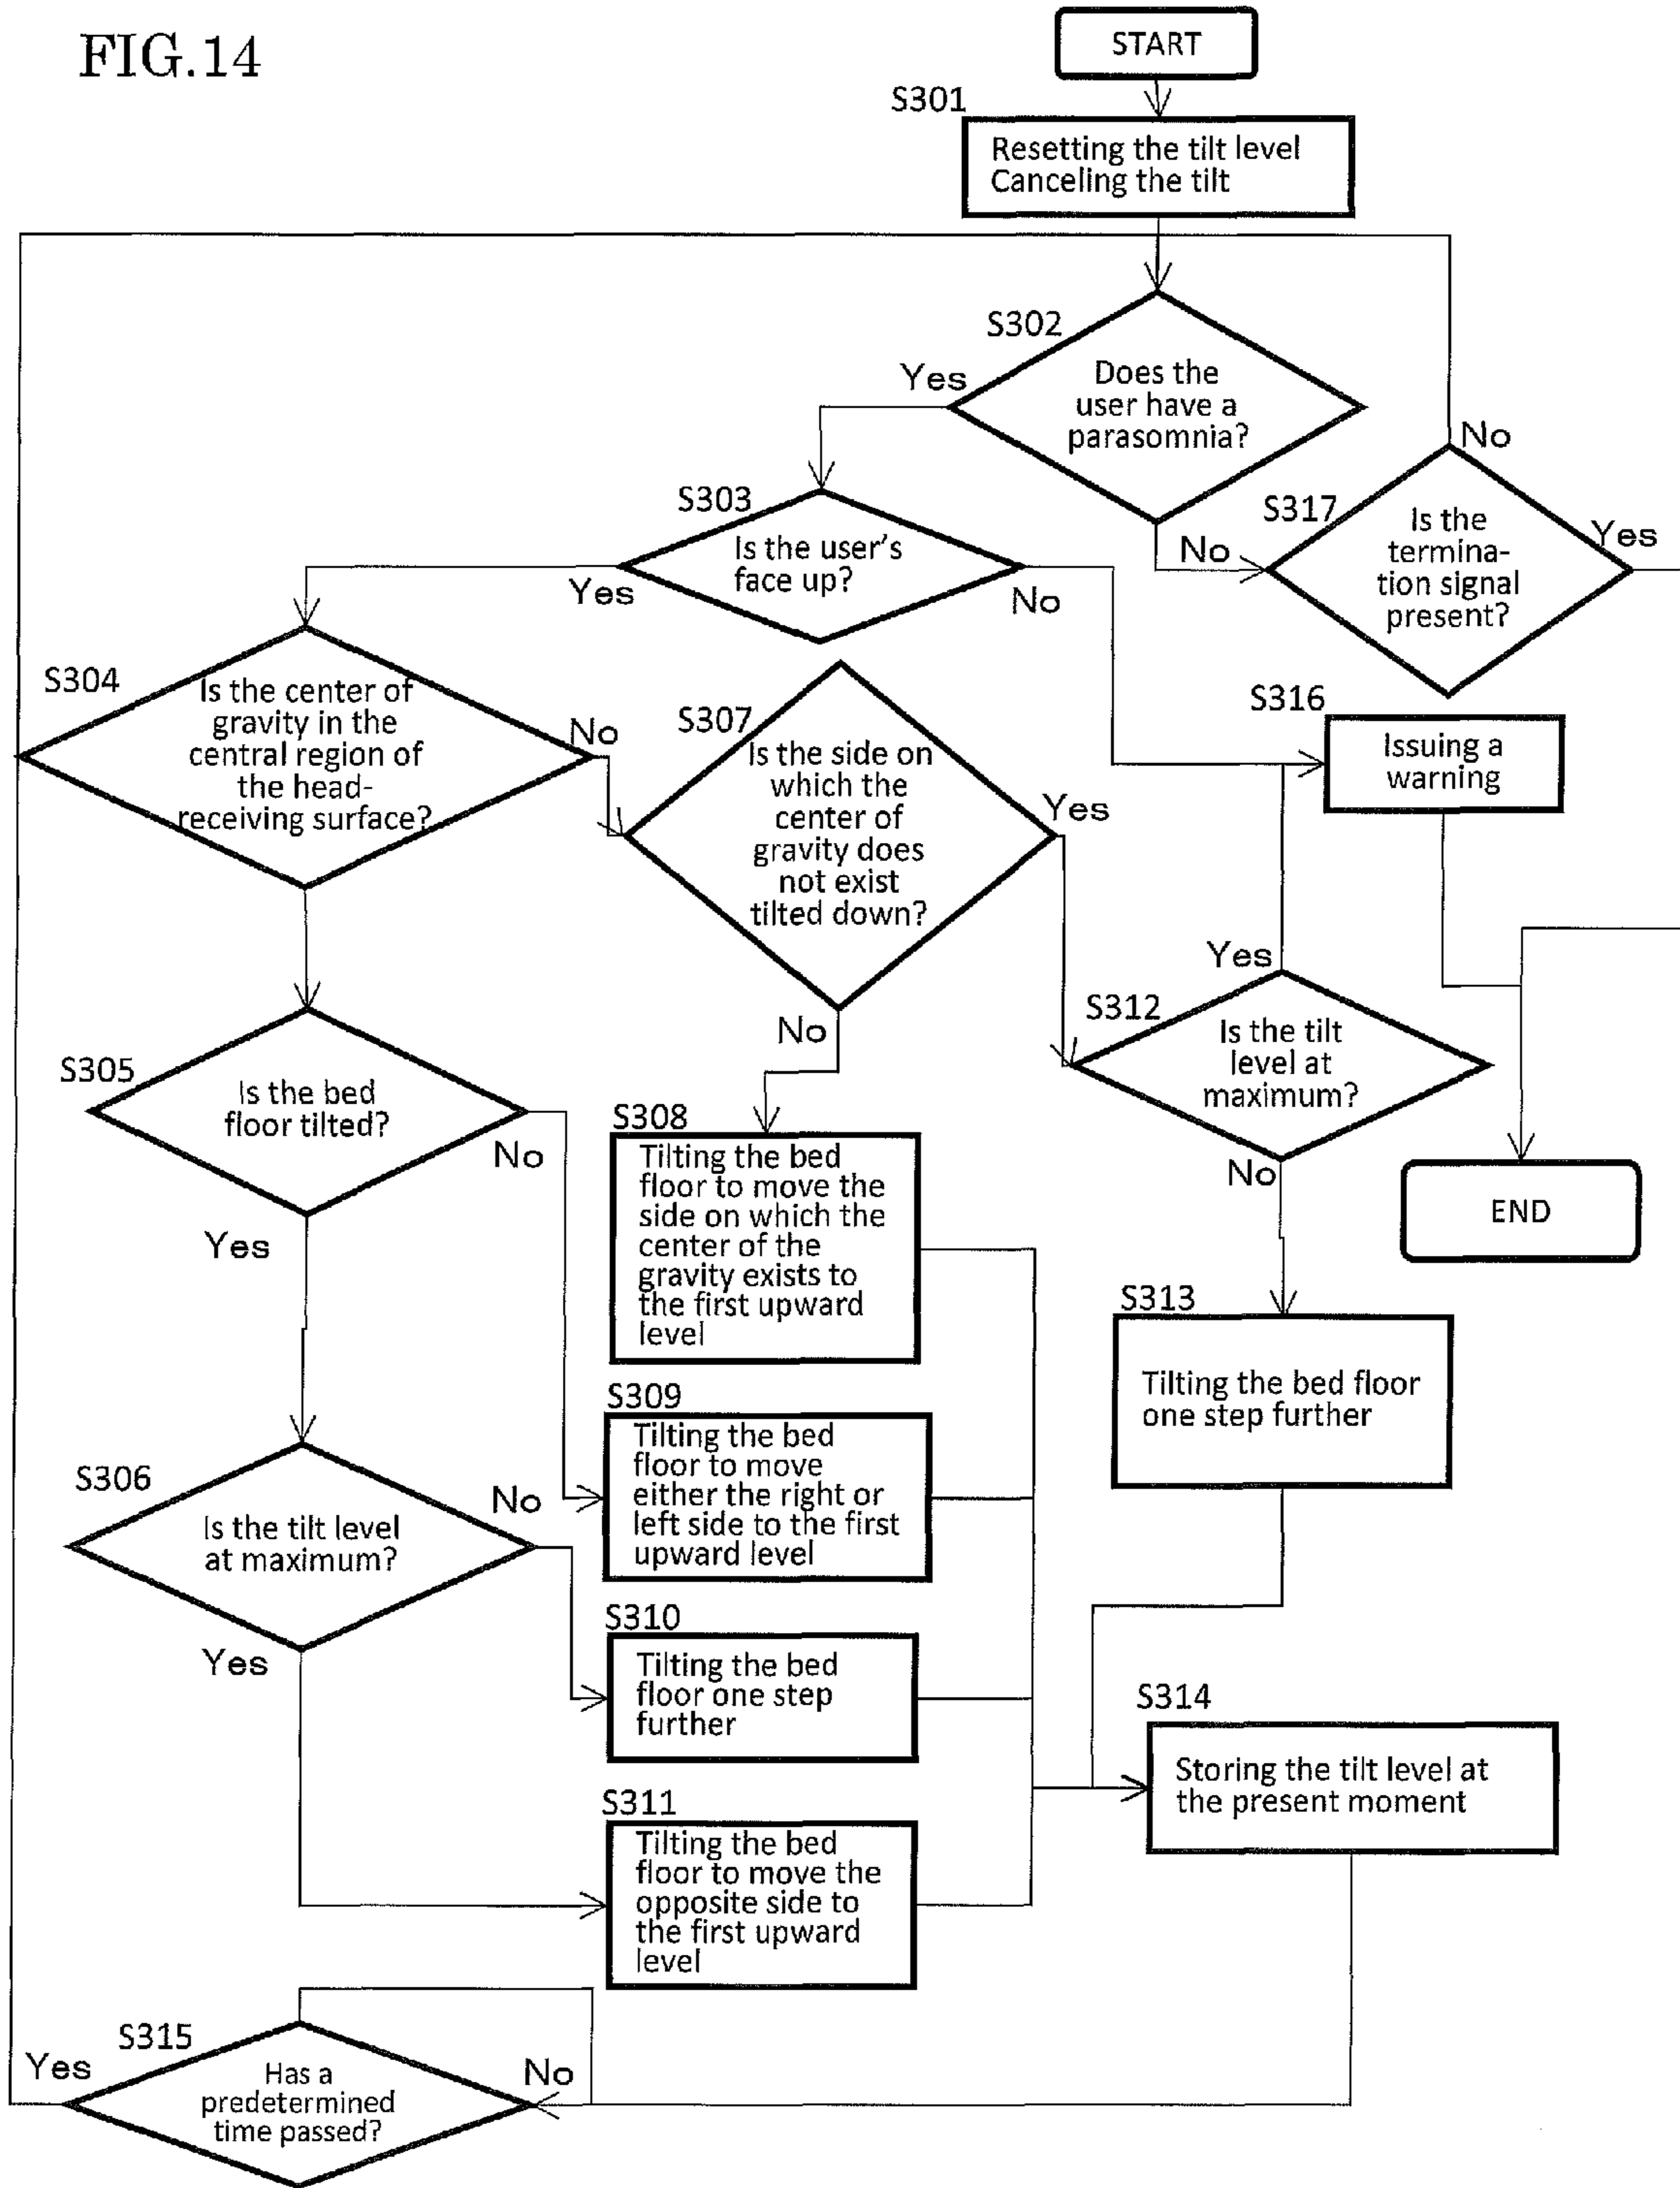 FIG.14
START
S301
Resetting the tilt level
Canceling the tilt
S302
Does the
user have a
parasomnia?
Yes
No
S317
Is the
termina-
tion signal
present?
No
Yes
S303
Is the user's
face up?
Yes
No
S304
Is the center of
gravity in the
central region of
the head-
receiving surface?
No
S307
Is the side on
which the
center of
gravity does
not exist
tilted down?
Yes
No
S316
Issuing a
warning
S312
Is the tilt
level at
maximum?
Yes
No
END
S305
Is the bed
floor tilted?
No
Yes
S308
Tilting the bed
floor to move the
side on which the
center of the
gravity exists to
the first upward
level
S313
Tilting the bed floor
one step further
S309
Tilting the bed
floor to move
either the right or
left side to the first
upward level
S306
Is the tilt level
at maximum?
No
Yes
S310
Tilting the bed
floor one step
further
S314
Storing the tilt level at
the present moment
S311
Tilting the bed
floor to move the
opposite side to
the first upward
level
S315
Has a
predetermined
time passed?
Yes
No